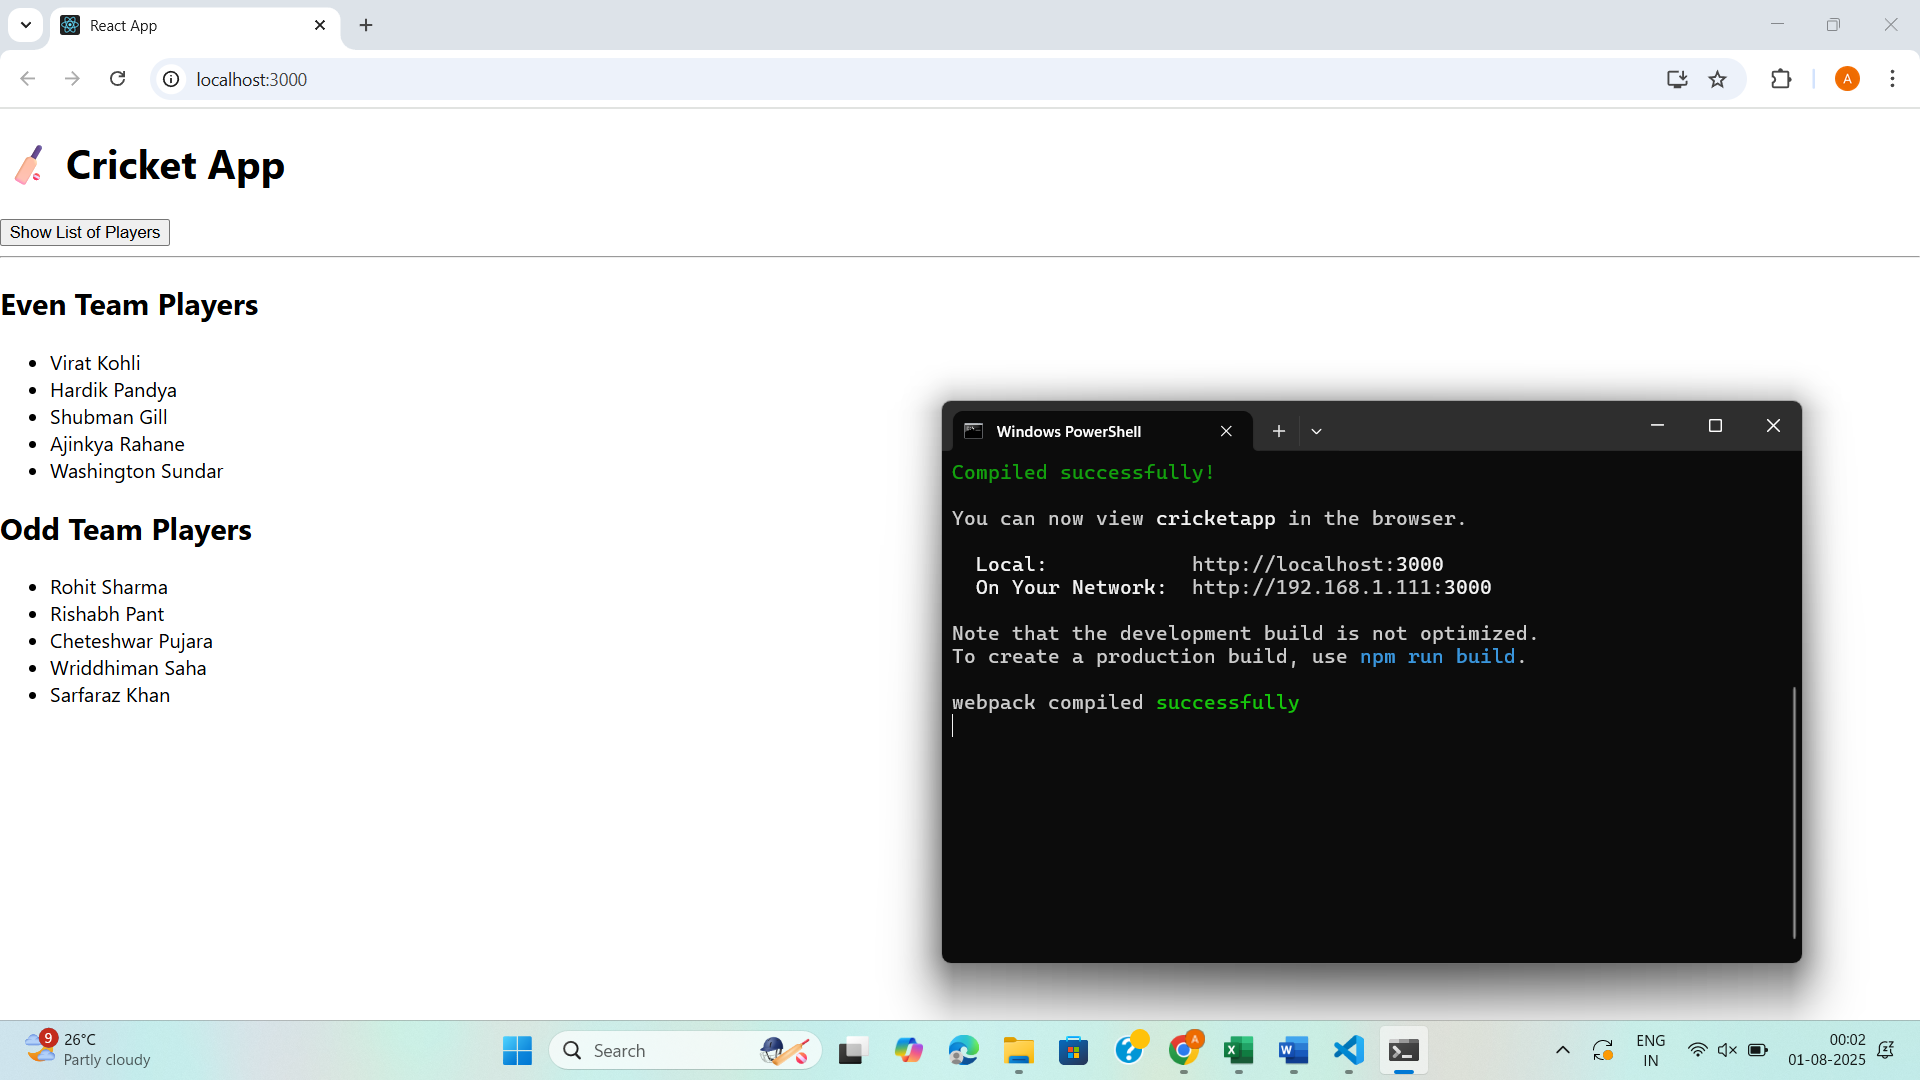 React App
localhost:3000
A
Cricket App
Show List of Players
Even Team Players
Virat Kohli
Hardik Pandya
Shubman Gill
Ajinkya Rahane
Washington Sundar
Odd Team Players
Rohit Sharma
Rishabh Pant
Cheteshwar Pujara
Wriddhiman Saha
Sarfaraz Khan
Windows PowerShell
Compiled successfully!
You can now view cricketapp in the browser.
Local: http://localhost:3000
On Your Network: http://192.168.1.111:3000
Note that the development build is not optimized.
To create a production build, use npm run build.
webpack compiled successfully
9
26°C
Partly cloudy
Search
A
ENG
IN
00:02
01-08-2025